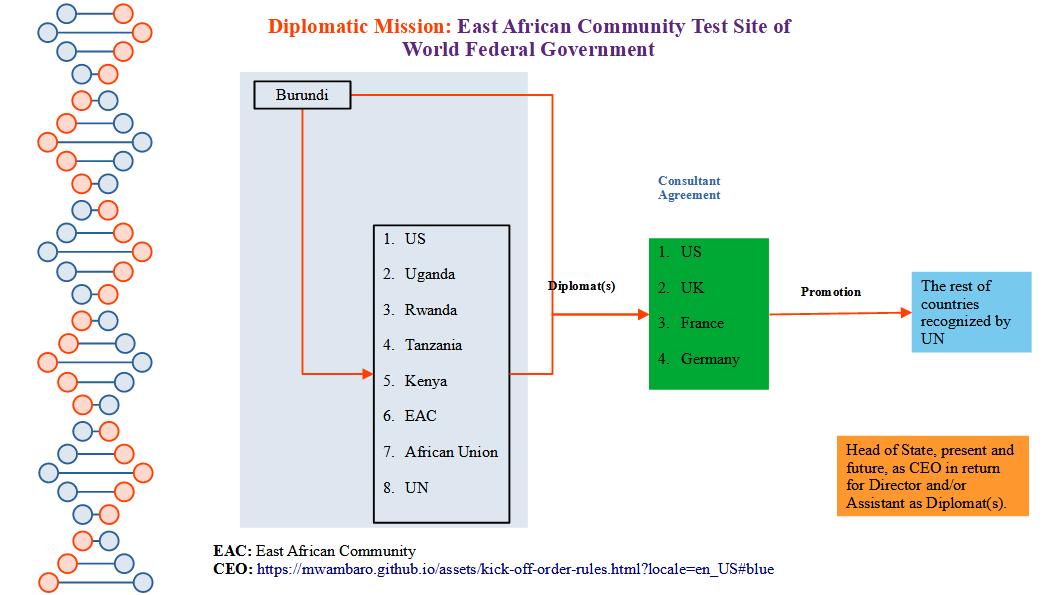 Diplomatic Mission: East African Community Test Site of
World Federal Government
Burundi
1. US
2. Uganda
3. Rwanda
4. Tanzania
5. Kenya
6. EAC
7. African Union
8. UN
Diplomat(s)
Consultant
Agreement
1. US
2. UK
3. France
4. Germany
Promotion
The rest of
countries
recognized by
UN
Head of State, present and
future, as CEO in return
for Director and/or
Assistant as Diplomat(s).
EAC: East African Community
CEO: https://mwambaro.github.io/assets/kick-off-order-rules.html?locale=en_US#blue